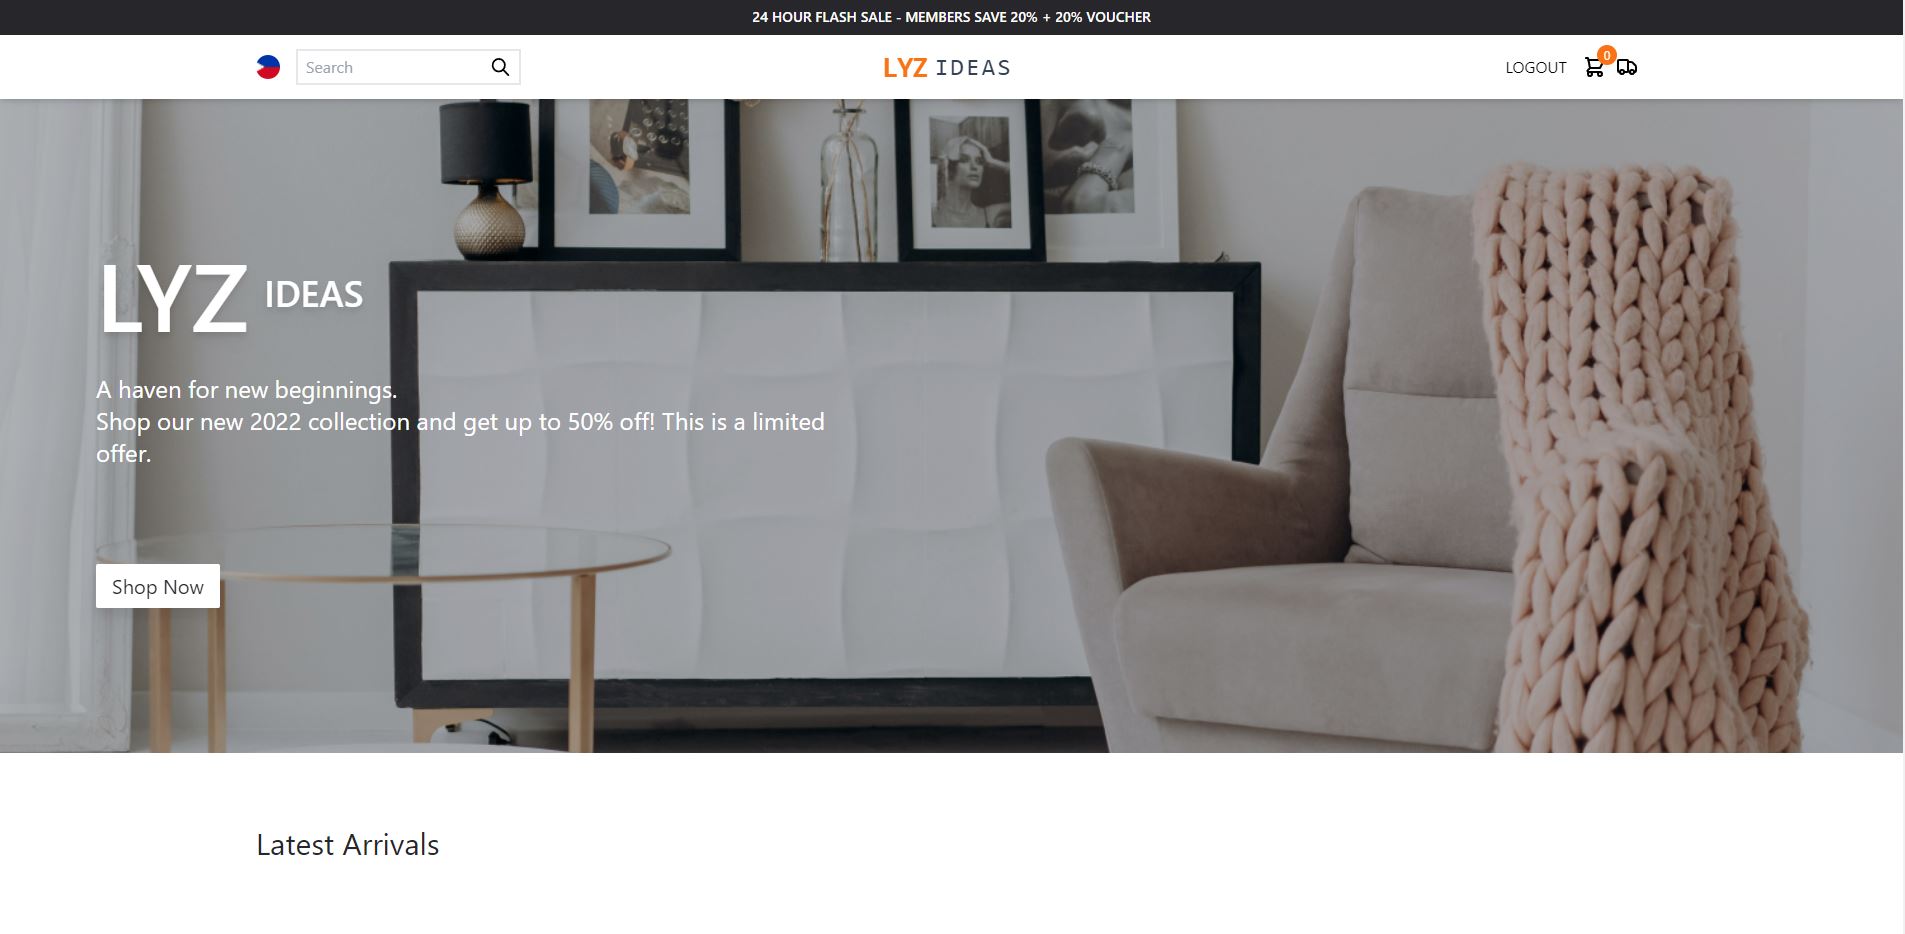 24 HOUR FLASH SALE - MEMBERS SAVE 20% + 20% VOUCHER
Search
LYZ IDEAS
LOGOUT
0
LYZ IDEAS
A haven for new beginnings.
Shop our new 2022 collection and get up to 50% off! This is a limited
offer.
Shop Now
Latest Arrivals